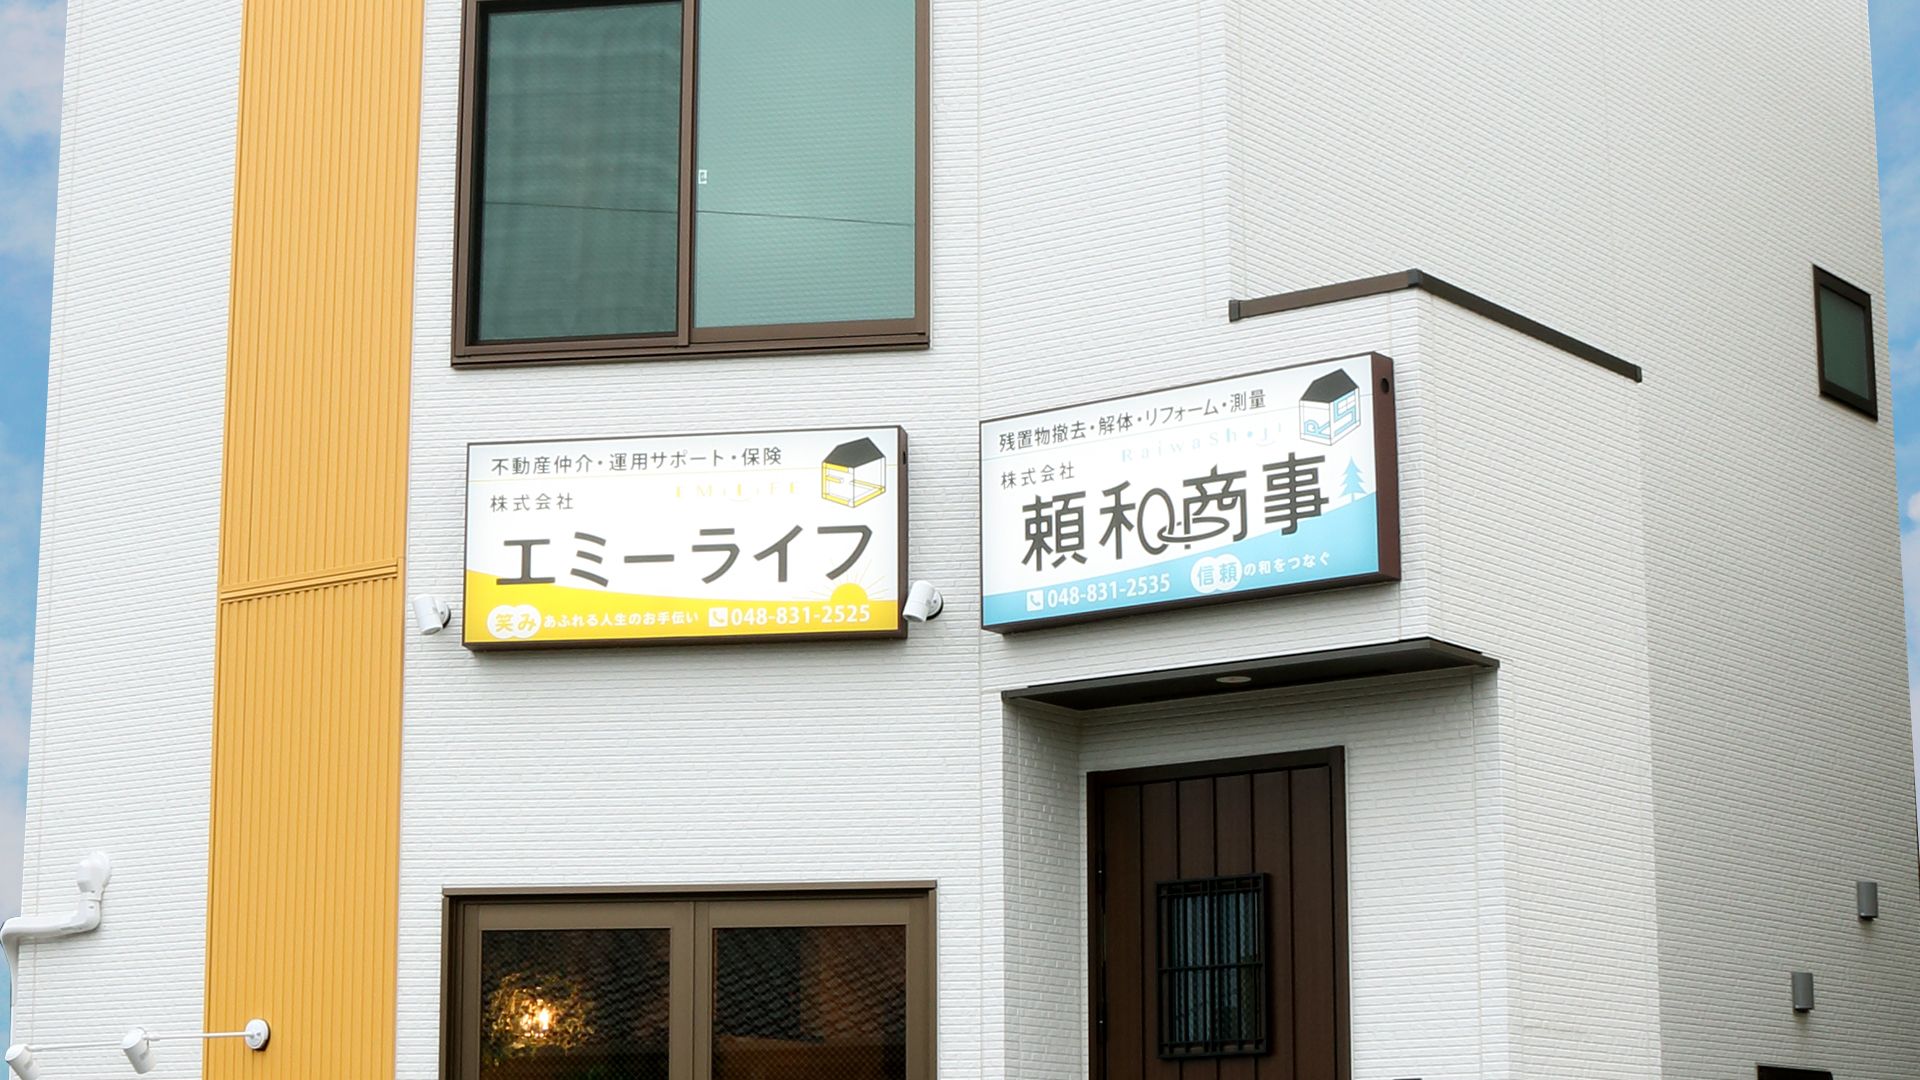 不動産仲介・運用サポート・保険
株式会社
EMiLiFE
エミーライフ
笑みあふれる人生のお手伝い 048-831-2525
残置物撤去・解体・リフォーム・測量
RaiwaShoji
株式会社
頼和商事
048-831-2535 信頼の和をつなぐ